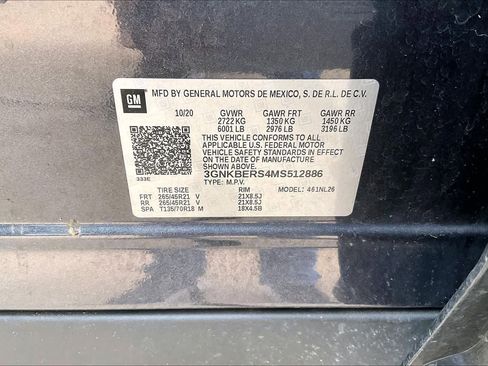 GM
MFD BY GENERAL MOTORS DE MEXICO, S. DE R.L. DE C.V.
10/20 GVWR GAWR FRT GAWR RR
2722 KG 1350 KG 1450 KG
6001 LB 2976 LB 3196 LB
THIS VEHICLE CONFORMS TO ALL
APPLICABLE U.S. FEDERAL MOTOR
VEHICLE SAFETY STANDARDS IN EFFECT
ON THE DATE OF MANUFACTURE
SHOWN ABOVE.
3GNKBERS4MS512886
333E TYPE: M.P.V. MODEL: 461NL26
TIRE SIZE RIM
FRT 265/45R21 V 21X8.5J
RR 265/45R21 V 21X8.5J
SPA T135/70R18 M 18X4.5B